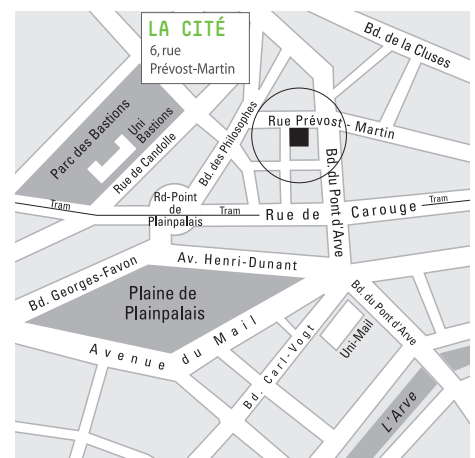 LA CITÉ
6, rue
Prévost-Martin
Bd. de la Cluses
Parc des Bastions
Uni
Bastions
Rue de Candolle
Bd. des Philosophes
Rue Prévost - Martin
Bd. du Pont d'Arve
Tram
Rd-Point
de
Plainpalais
Tram
Rue de Carouge
Tram
Bd. Georges-Favon
Av. Henri-Dunant
Plaine de
Plainpalais
Avenue du Mail
Bd. Carl-Vogt
Uni-Mail
Bd. du Pont d'Arve
L'Arve